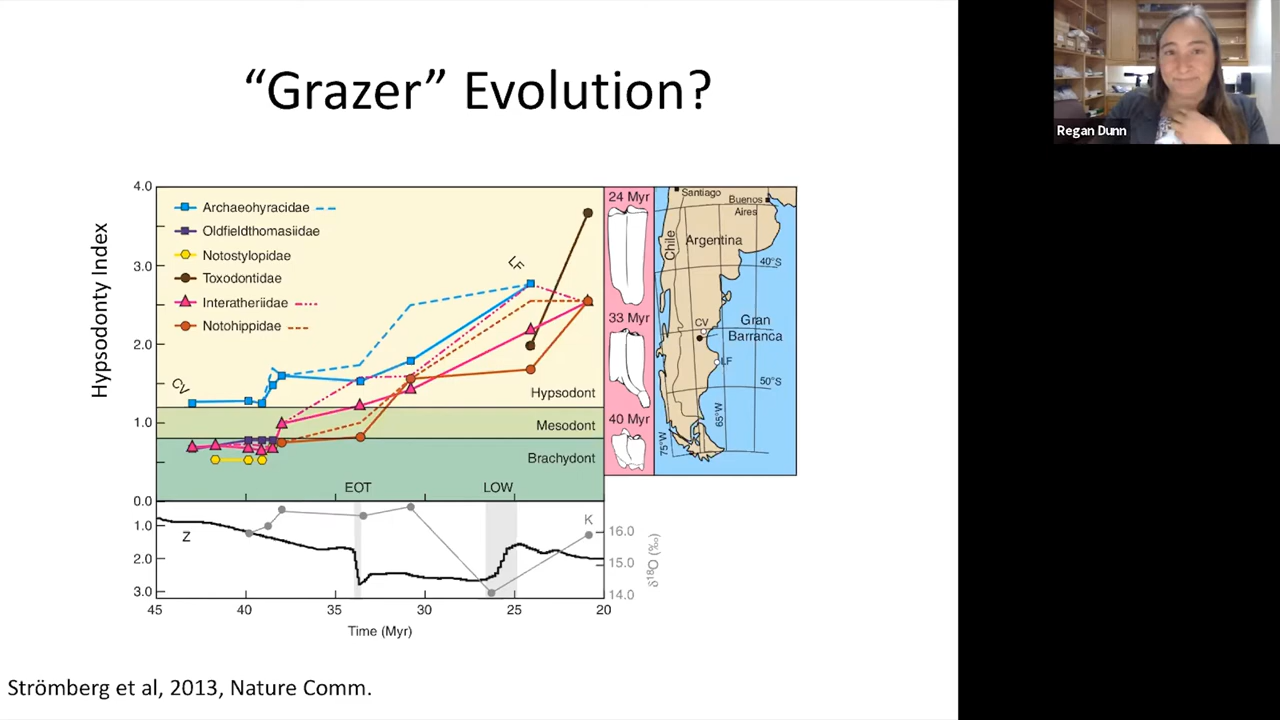 “Grazer” Evolution?
Regan Dunn
Hypsodonty Index
4.0
3.0
2.0
1.0
0.0
Archaeohyracidae
Oldfieldthomasiidae
Notostylopidae
Toxodontidae
Interatheriidae
Notohippidae
CV
LF
Hypsodont
Mesodont
Brachydont
EOT
LOW
24 Myr
33 Myr
40 Myr
Santiago
Buenos
Aires
Chile
Argentina
40°S
CV
Gran
Barranca
LF
50°S
75°W
65°W
1.0
2.0
3.0
Z
K
16.0
15.0
14.0
δ18O (‰)
45
40
35
30
25
20
Time (Myr)
Strömberg et al, 2013, Nature Comm.